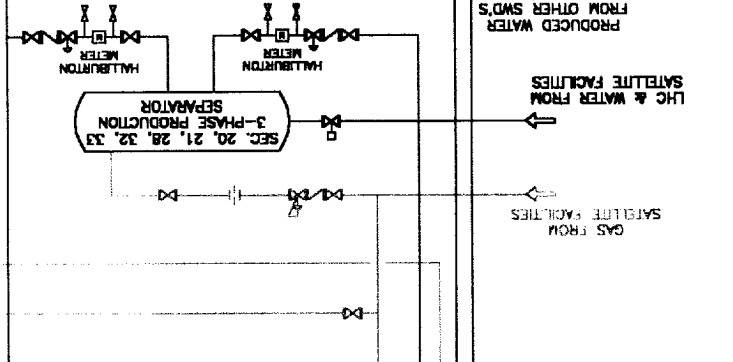 GAS FROM
SATELLITE FACILITIES
LHC & WATER FROM
SATELLITE FACILITIES
SEC. 20, 21, 28, 32, 33
3-PHASE PRODUCTION
SEPARATOR
HALLIBURTON
METER
M
HALLIBURTON
METER
M
PRODUCED WATER
FROM OTHER SWD'S